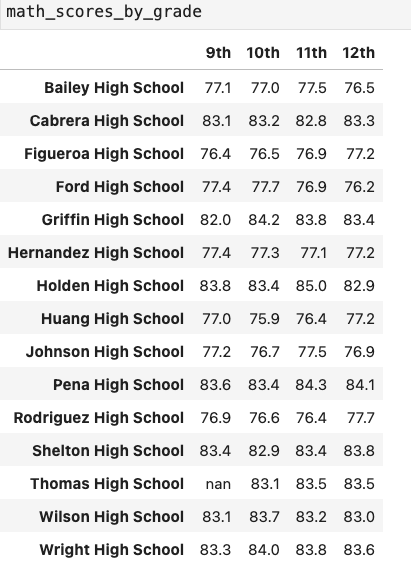 math_scores_by_grade
9th 10th 11th 12th
Bailey High School 77.1 77.0 77.5 76.5
Cabrera High School 83.1 83.2 82.8 83.3
Figueroa High School 76.4 76.5 76.9 77.2
Ford High School 77.4 77.7 76.9 76.2
Griffin High School 82.0 84.2 83.8 83.4
Hernandez High School 77.4 77.3 77.1 77.2
Holden High School 83.8 83.4 85.0 82.9
Huang High School 77.0 75.9 76.4 77.2
Johnson High School 77.2 76.7 77.5 76.9
Pena High School 83.6 83.4 84.3 84.1
Rodriguez High School 76.9 76.6 76.4 77.7
Shelton High School 83.4 82.9 83.4 83.8
Thomas High School nan 83.1 83.5 83.5
Wilson High School 83.1 83.7 83.2 83.0
Wright High School 83.3 84.0 83.8 83.6